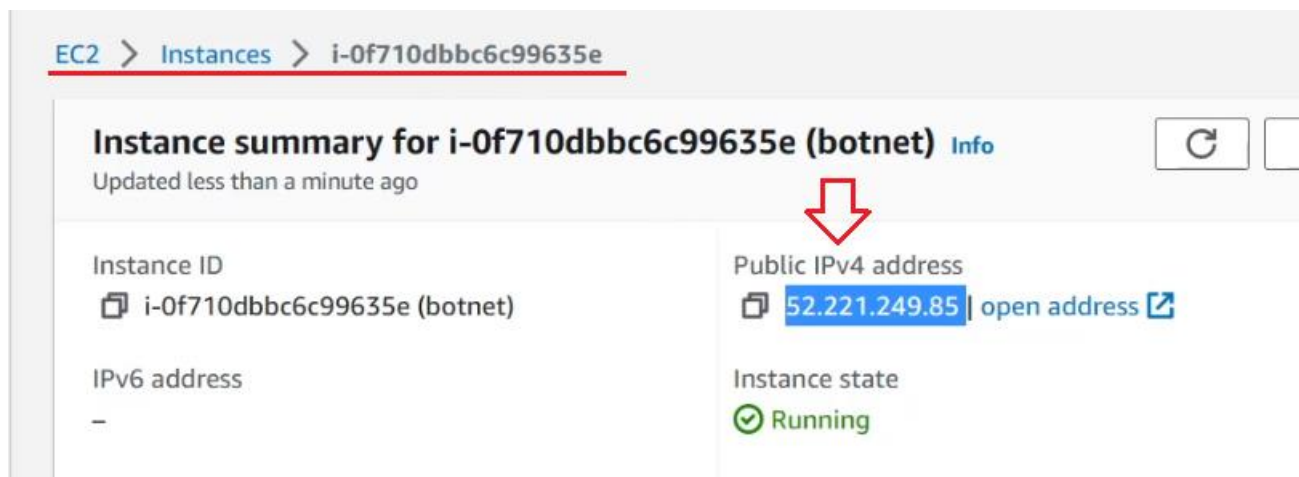 EC2 > Instances > i-0f710dbbc6c99635e
Instance summary for i-0f710dbbc6c99635e (botnet) Info
Updated less than a minute ago
Instance ID
i-0f710dbbc6c99635e (botnet)
Public IPv4 address
52.221.249.85 | open address
IPv6 address
–
Instance state
Running